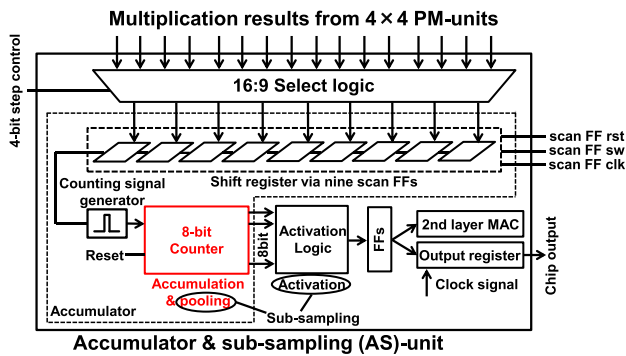 Multiplication results from 4×4 PM-units
4-bit step control
16:9 Select logic
scan FF rst
scan FF sw
scan FF clk
Shift register via nine scan FFs
Counting signal
generator
8-bit
Counter
Reset
8bit
Activation
Logic
FFs
2nd layer MAC
Output register
Chip output
Clock signal
Accumulation
& pooling
Activation
Sub-sampling
Accumulator
Accumulator & sub-sampling (AS)-unit